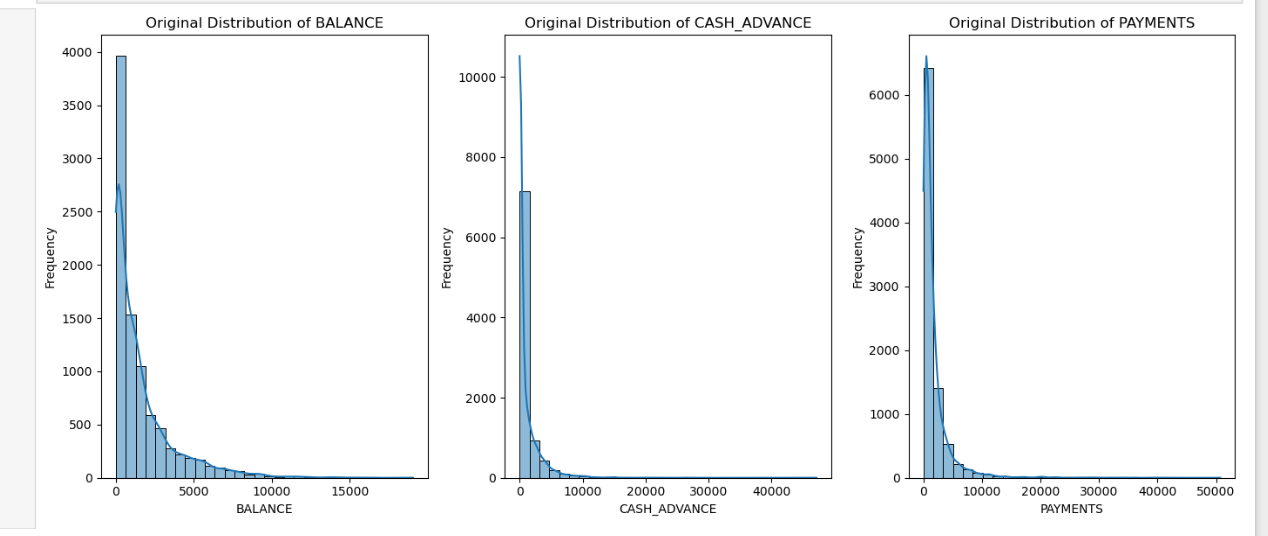 Original Distribution of BALANCE
4000
3500
3000
2500
2000
1500
1000
500
0
Frequency
0 5000 10000 15000
BALANCE
Original Distribution of CASH_ADVANCE
10000
8000
6000
4000
2000
0
Frequency
0 10000 20000 30000 40000
CASH_ADVANCE
Original Distribution of PAYMENTS
6000
5000
4000
3000
2000
1000
0
Frequency
0 10000 20000 30000 40000 50000
PAYMENTS